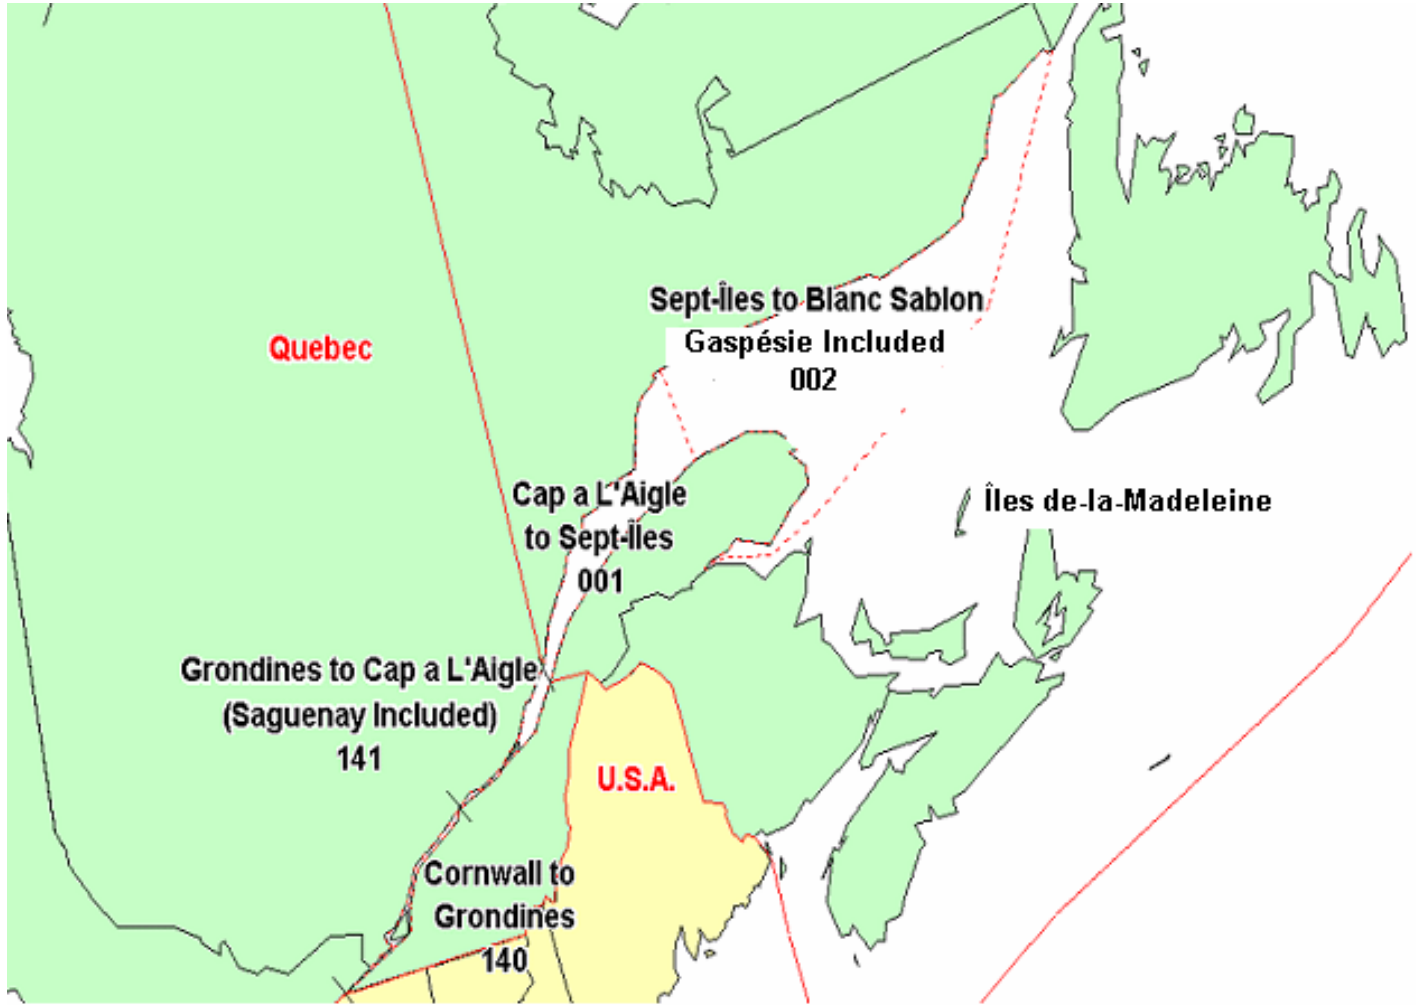 Sept-Îles to Blanc Sablon
Gaspésie Included
002
Quebec
Cap a L'Aigle
to Sept-Îles
001
Îles de-la-Madeleine
Grondines to Cap a L'Aigle
(Saguenay Included)
141
U.S.A.
Cornwall to
Grondines
140